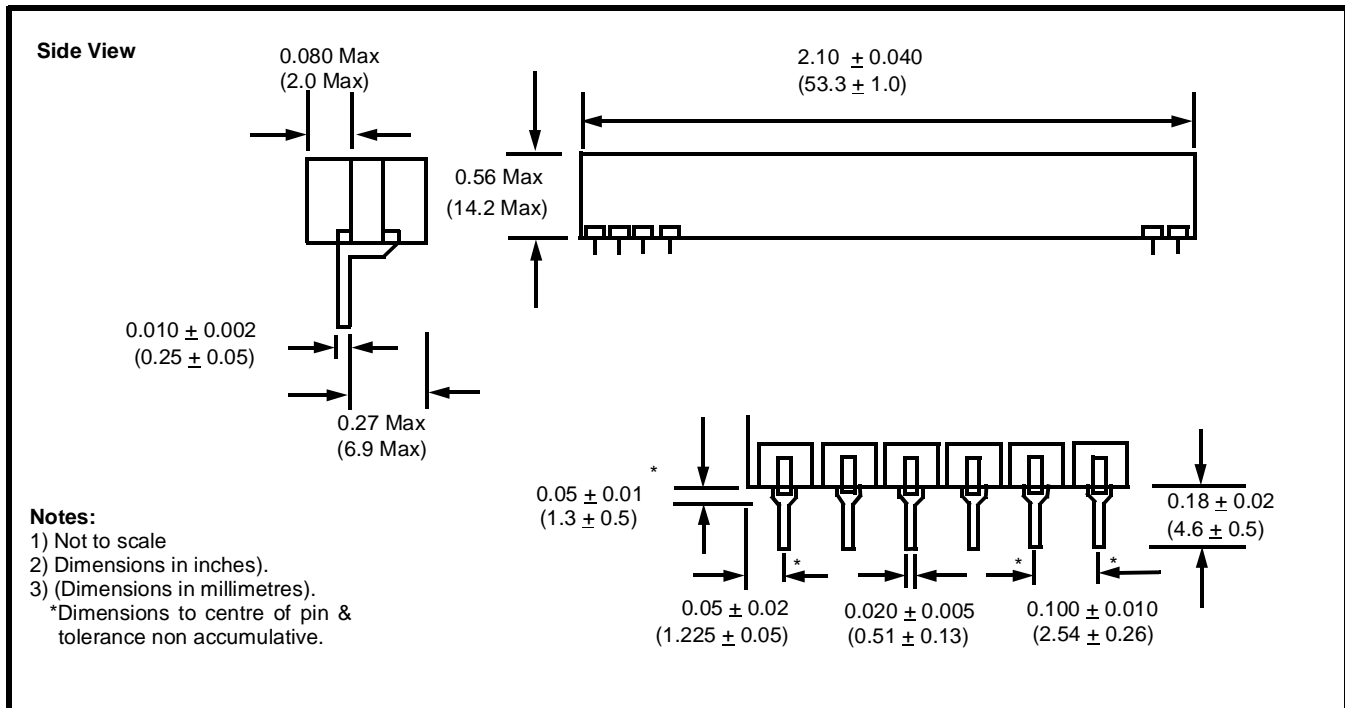 Side View
0.080 Max
(2.0 Max)
2.10 ± 0.040
(53.3 ± 1.0)
0.56 Max
(14.2 Max)
0.010 ± 0.002
(0.25 ± 0.05)
0.27 Max
(6.9 Max)
*
0.05 ± 0.01
(1.3 ± 0.5)
0.18 ± 0.02
(4.6 ± 0.5)
* * *
0.05 ± 0.02
(1.225 ± 0.05)
0.020 ± 0.005
(0.51 ± 0.13)
0.100 ± 0.010
(2.54 ± 0.26)
Notes:
1) Not to scale
2) Dimensions in inches).
3) (Dimensions in millimetres).
*Dimensions to centre of pin &
tolerance non accumulative.